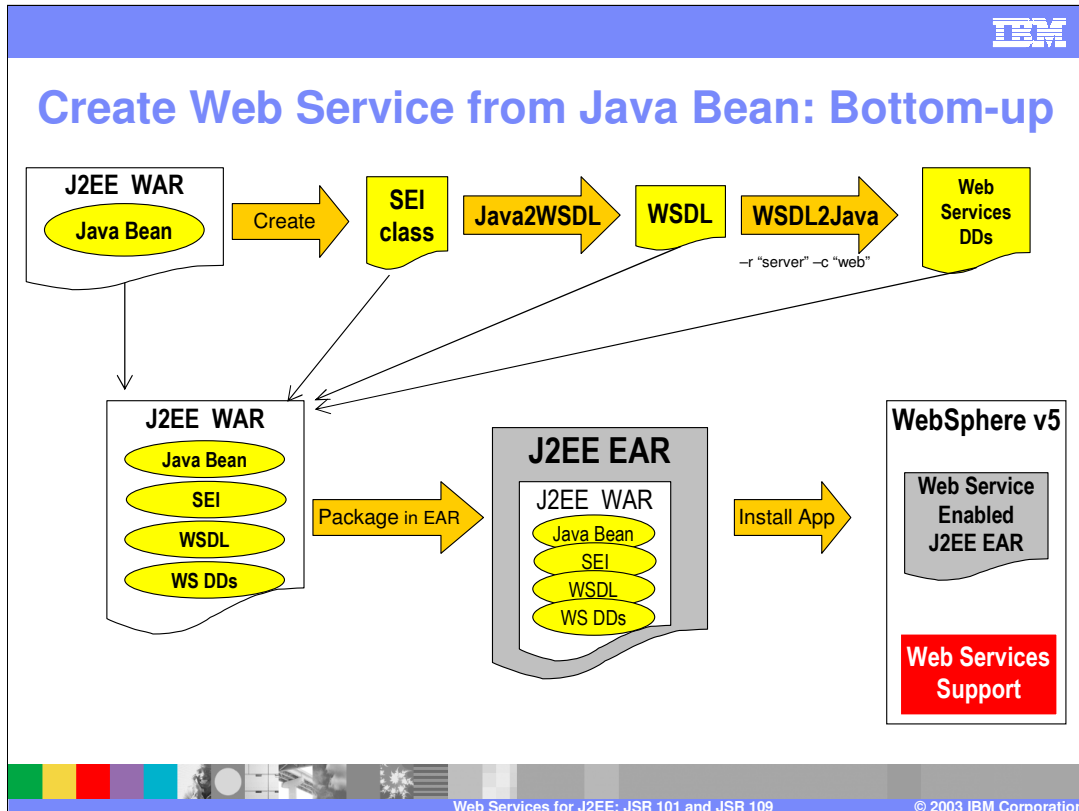 IBM
Create Web Service from Java Bean: Bottom-up
J2EE WAR
Java Bean
Create
SEI
class
Java2WSDL
WSDL
WSDL2Java
–r “server” –c “web”
Web
Services
DDs
J2EE WAR
Java Bean
SEI
WSDL
WS DDs
Package in EAR
J2EE EAR
J2EE WAR
Java Bean
SEI
WSDL
WS DDs
Install App
WebSphere v5
Web Service
Enabled
J2EE EAR
Web Services
Support
Web Services for J2EE: JSR 101 and JSR 109
© 2003 IBM Corporation